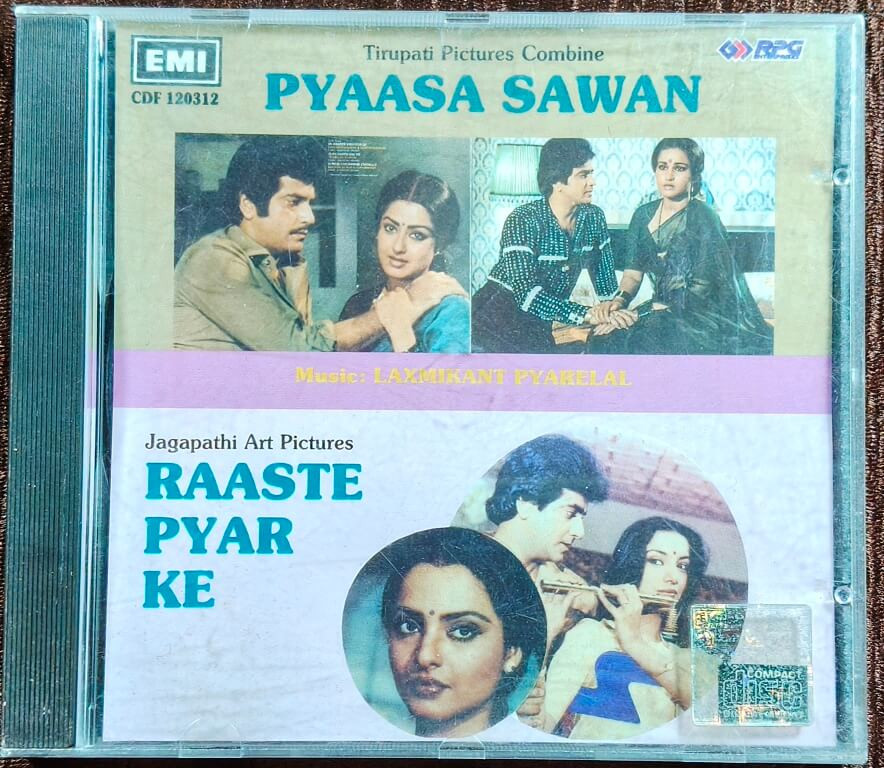 EMI
CDF 120312
Tirupati Pictures Combine
RPG
PYAASA SAWAN
Music: LAXMIKANT PYARELAL
Jagapathi Art Pictures
RAASTE
PYAR
KE
COMPACT
disc